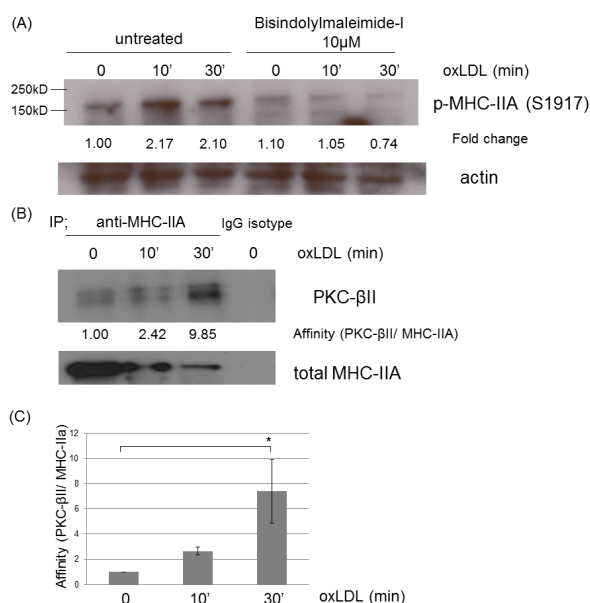 (A)
untreated
Bisindolylmaleimide-I
10μM
0 10’ 30’ 0 10’ 30’ oxLDL (min)
250kD
150kD
p-MHC-IIA (S1917)
1.00 2.17 2.10 1.10 1.05 0.74 Fold change
actin
(B)
IP; anti-MHC-IIA IgG isotype
0 10’ 30’ 0 oxLDL (min)
PKC-βII
1.00 2.42 9.85 Affinity (PKC-βII/ MHC-IIA)
total MHC-IIA
(C)
Affinity (PKC-βII/ MHC-IIa)
12
10
8
6
4
2
0
*
0 10’ 30’ oxLDL (min)